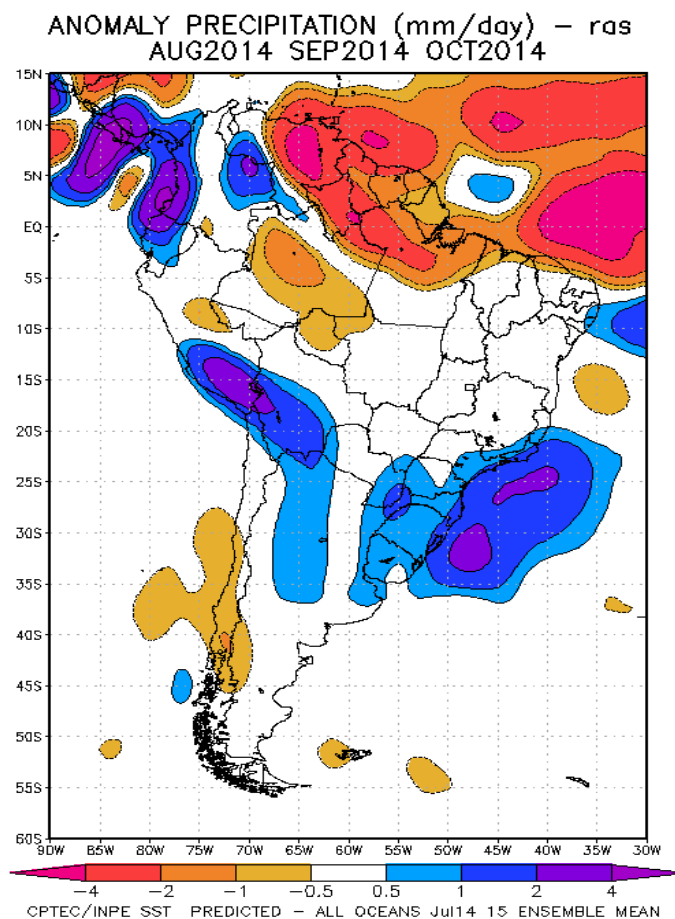 ANOMALY PRECIPITATION (mm/day) – ras
AUG2014 SEP2014 OCT2014
15N
10N
5N
EQ
5S
10S
15S
20S
25S
30S
35S
40S
45S
50S
55S
60S
90W 85W 80W 75W 70W 65W 60W 55W 50W 45W 40W 35W 30W
−4 −2 −1 −0.5 0.5 1 2 4
CPTEC/INPE SST PREDICTED – ALL OCEANS Jul14 15 ENSEMBLE MEAN